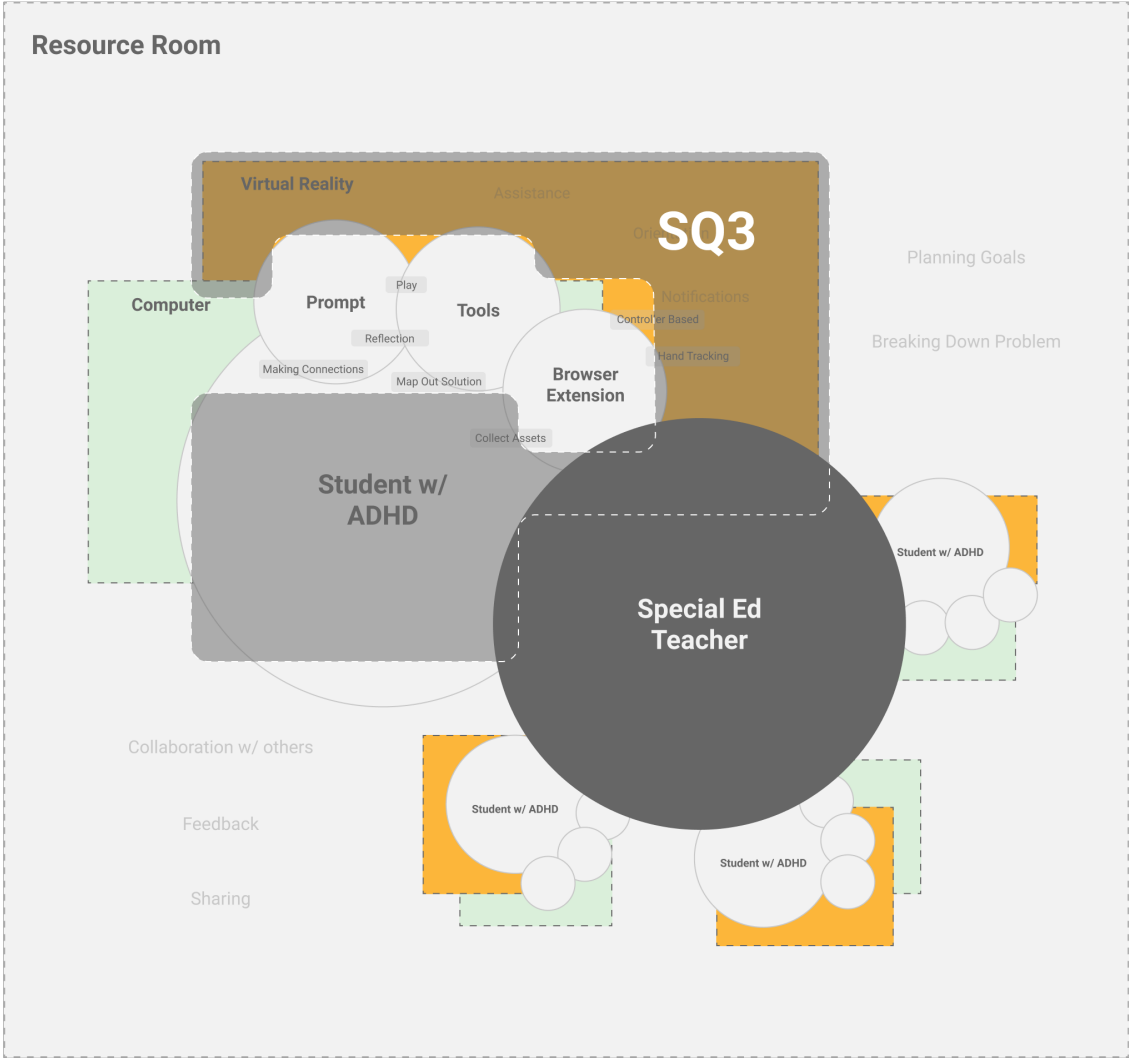 Resource Room
Virtual Reality
Assistance
SQ3
Orientation
Planning Goals
Play
Notifications
Computer
Prompt
Tools
Controller Based
Reflection
Breaking Down Problem
Hand Tracking
Making Connections
Map Out Solution
Browser
Extension
Collect Assets
Student w/
ADHD
Student w/ ADHD
Special Ed
Teacher
Collaboration w/ others
Student w/ ADHD
Feedback
Student w/ ADHD
Sharing